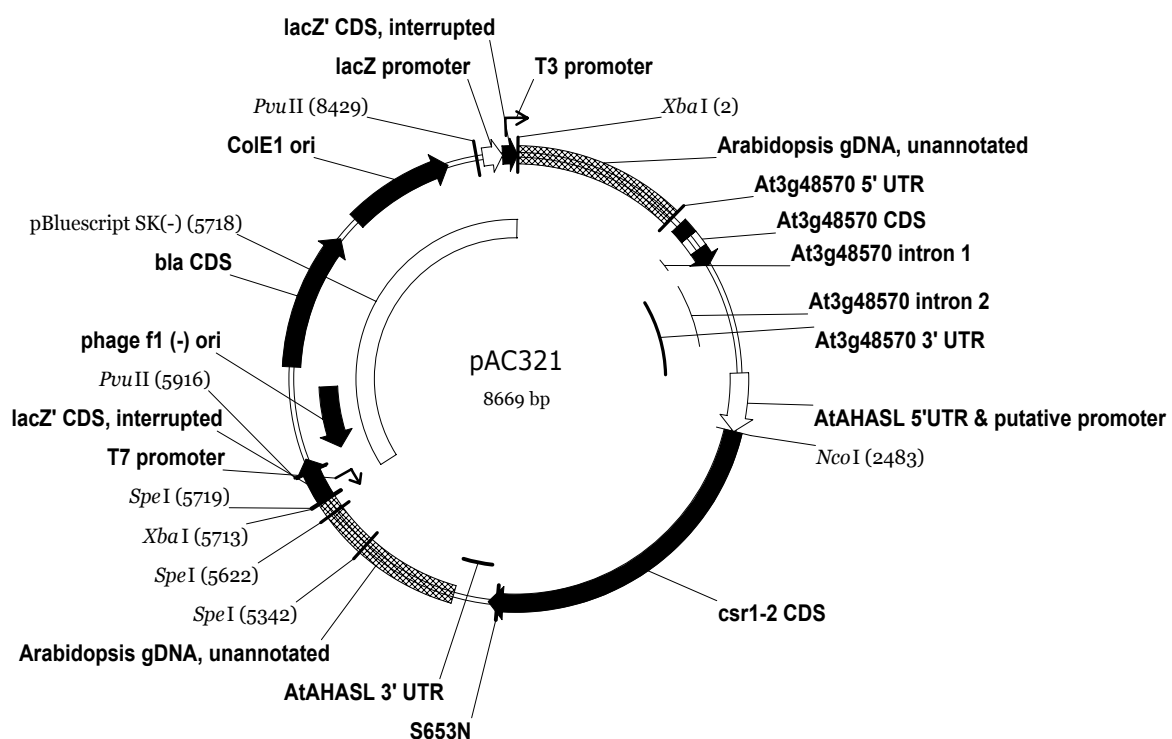 lacZ' CDS, interrupted
lacZ promoter
T3 promoter
PvuII (8429)
XbaI (2)
ColE1 ori
Arabidopsis gDNA, unannotated
At3g48570 5' UTR
pBluescript SK(-) (5718)
At3g48570 CDS
bla CDS
At3g48570 intron 1
At3g48570 intron 2
phage f1 (-) ori
At3g48570 3' UTR
pAC321
8669 bp
PvuII (5916)
lacZ' CDS, interrupted
AtAHASL 5'UTR & putative promoter
T7 promoter
NcoI (2483)
SpeI (5719)
XbaI (5713)
SpeI (5622)
SpeI (5342)
csr1-2 CDS
Arabidopsis gDNA, unannotated
AtAHASL 3' UTR
S653N